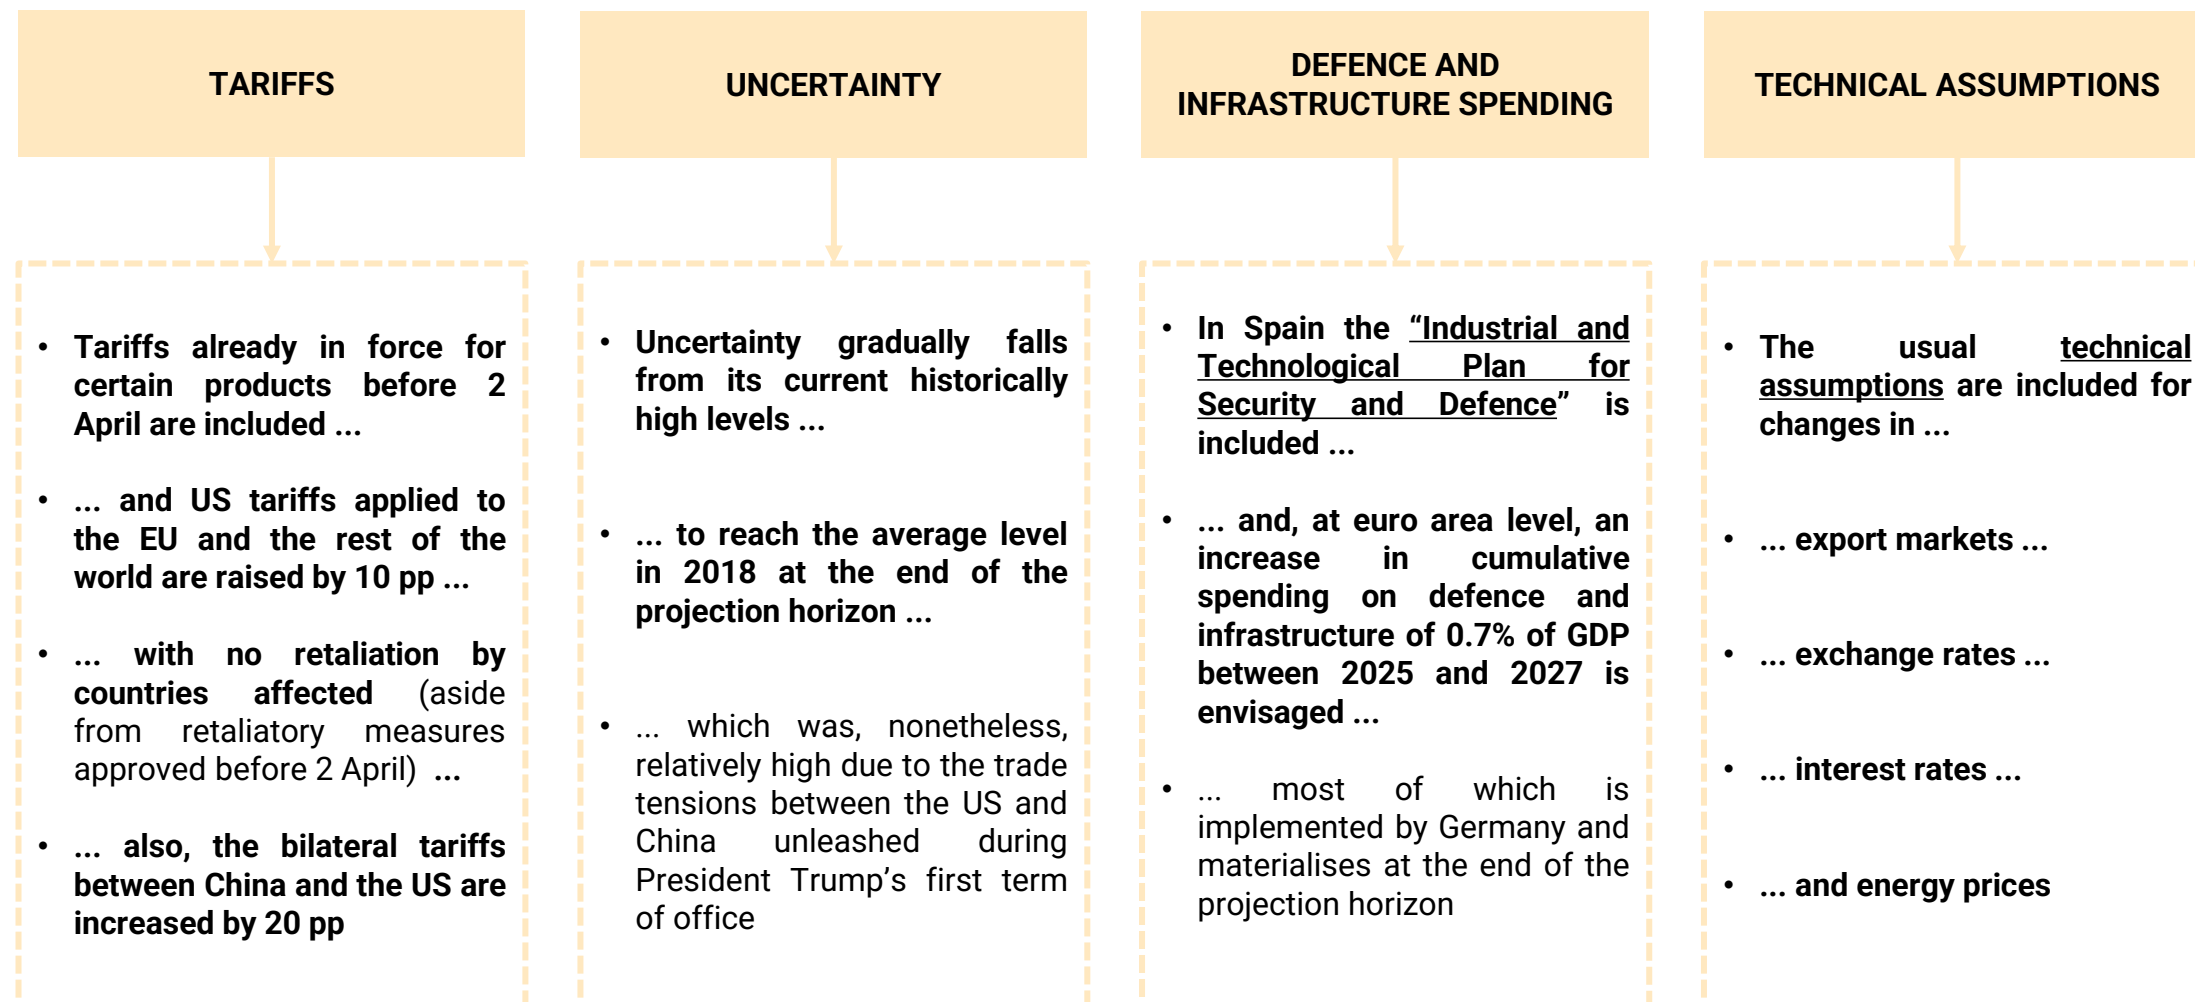 TARIFFS
• Tariffs already in force for
certain products before 2
April are included ...
• ... and US tariffs applied to
the EU and the rest of the
world are raised by 10 pp ...
• ... with no retaliation by
countries affected (aside
from retaliatory measures
approved before 2 April) ...
• ... also, the bilateral tariffs
between China and the US are
increased by 20 pp
UNCERTAINTY
• Uncertainty gradually falls
from its current historically
high levels ...
• ... to reach the average level
in 2018 at the end of the
projection horizon ...
• ... which was, nonetheless,
relatively high due to the trade
tensions between the US and
China unleashed during
President Trump’s first term
of office
DEFENCE AND
INFRASTRUCTURE SPENDING
• In Spain the “Industrial and
Technological Plan for
Security and Defence” is
included ...
• ... and, at euro area level, an
increase in cumulative
spending on defence and
infrastructure of 0.7% of GDP
between 2025 and 2027 is
envisaged ...
• ... most of which is
implemented by Germany and
materialises at the end of the
projection horizon
TECHNICAL ASSUMPTIONS
• The usual technical
assumptions are included for
changes in ...
• ... export markets ...
• ... exchange rates ...
• ... interest rates ...
• ... and energy prices